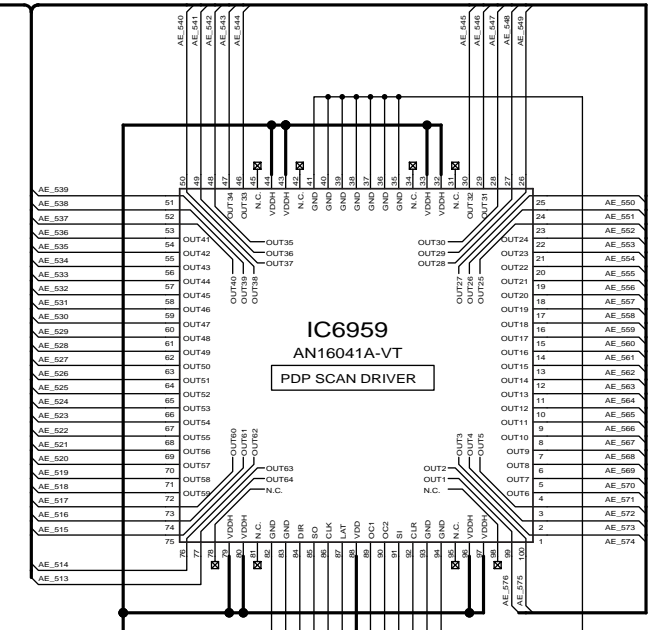 AE_540
AE_541
AE_542
AE_543
AE_544
AE_545
AE_546
AE_547
AE_548
AE_549
50
49
48
47
46
45
44
43
42
41
40
39
38
37
36
35
34
33
32
31
30
29
28
27
26
OUT34
OUT33
N.C.
VDDH
VDDH
N.C.
GND
GND
GND
GND
GND
GND
GND
N.C.
VDDH
VDDH
N.C.
OUT32
OUT31
AE_539
AE_538
AE_537
AE_536
AE_535
AE_534
AE_533
AE_532
AE_531
AE_530
AE_529
AE_528
AE_527
AE_526
AE_525
AE_524
AE_523
AE_522
AE_521
AE_520
AE_519
AE_518
AE_517
AE_516
AE_515
AE_514
AE_513
51
52
53
54
55
56
57
58
59
60
61
62
63
64
65
66
67
68
69
70
71
72
73
74
75
OUT41
OUT42
OUT43
OUT44
OUT45
OUT46
OUT47
OUT48
OUT49
OUT50
OUT51
OUT52
OUT53
OUT54
OUT55
OUT56
OUT57
OUT58
OUT59
OUT35
OUT36
OUT37
OUT40
OUT39
OUT38
OUT30
OUT29
OUT28
OUT27
OUT26
OUT25
IC6959
AN16041A-VT
PDP SCAN DRIVER
OUT60
OUT61
OUT62
OUT63
OUT64
N.C.
OUT3
OUT4
OUT5
OUT2
OUT1
N.C.
OUT24
OUT23
OUT22
OUT21
OUT20
OUT19
OUT18
OUT17
OUT16
OUT15
OUT14
OUT13
OUT12
OUT11
OUT10
OUT9
OUT8
OUT7
OUT6
25
24
23
22
21
20
19
18
17
16
15
14
13
12
11
10
9
8
7
6
5
4
3
2
1
AE_550
AE_551
AE_552
AE_553
AE_554
AE_555
AE_556
AE_557
AE_558
AE_559
AE_560
AE_561
AE_562
AE_563
AE_564
AE_565
AE_566
AE_567
AE_568
AE_569
AE_570
AE_571
AE_572
AE_573
AE_574
VDDH
VDDH
N.C.
GND
GND
DIR
SO
CLK
LAT
VDD
OC1
OC2
SI
CLR
GND
GND
N.C.
VDDH
VDDH
76
77
78
79
80
81
82
83
84
85
86
87
88
89
90
91
92
93
94
95
96
97
98
99
100
AE_576
AE_575